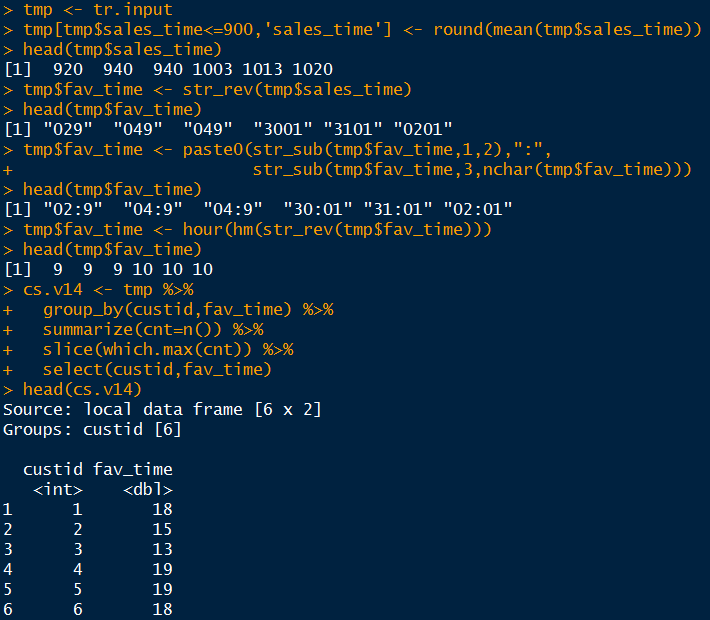 > tmp <- tr.input
> tmp[tmp$sales_time<=900,'sales_time'] <- round(mean(tmp$sales_time))
> head(tmp$sales_time)
[1]  920  940  940 1003 1013 1020
> tmp$fav_time <- str_rev(tmp$sales_time)
> head(tmp$fav_time)
[1] "029"  "049"  "049"  "3001" "3101" "0201"
> tmp$fav_time <- paste0(str_sub(tmp$fav_time,1,2),":",
+                        str_sub(tmp$fav_time,3,nchar(tmp$fav_time)))
> head(tmp$fav_time)
[1] "02:9"  "04:9"  "04:9"  "30:01" "31:01" "02:01"
> tmp$fav_time <- hour(hm(str_rev(tmp$fav_time)))
> head(tmp$fav_time)
[1]  9  9  9 10 10 10
> cs.v14 <- tmp %>%
+   group_by(custid,fav_time) %>%
+   summarize(cnt=n()) %>%
+   slice(which.max(cnt)) %>%
+   select(custid,fav_time)
> head(cs.v14)
Source: local data frame [6 x 2]
Groups: custid [6]

  custid fav_time
   <int>    <dbl>
1      1       18
2      2       15
3      3       13
4      4       19
5      5       19
6      6       18